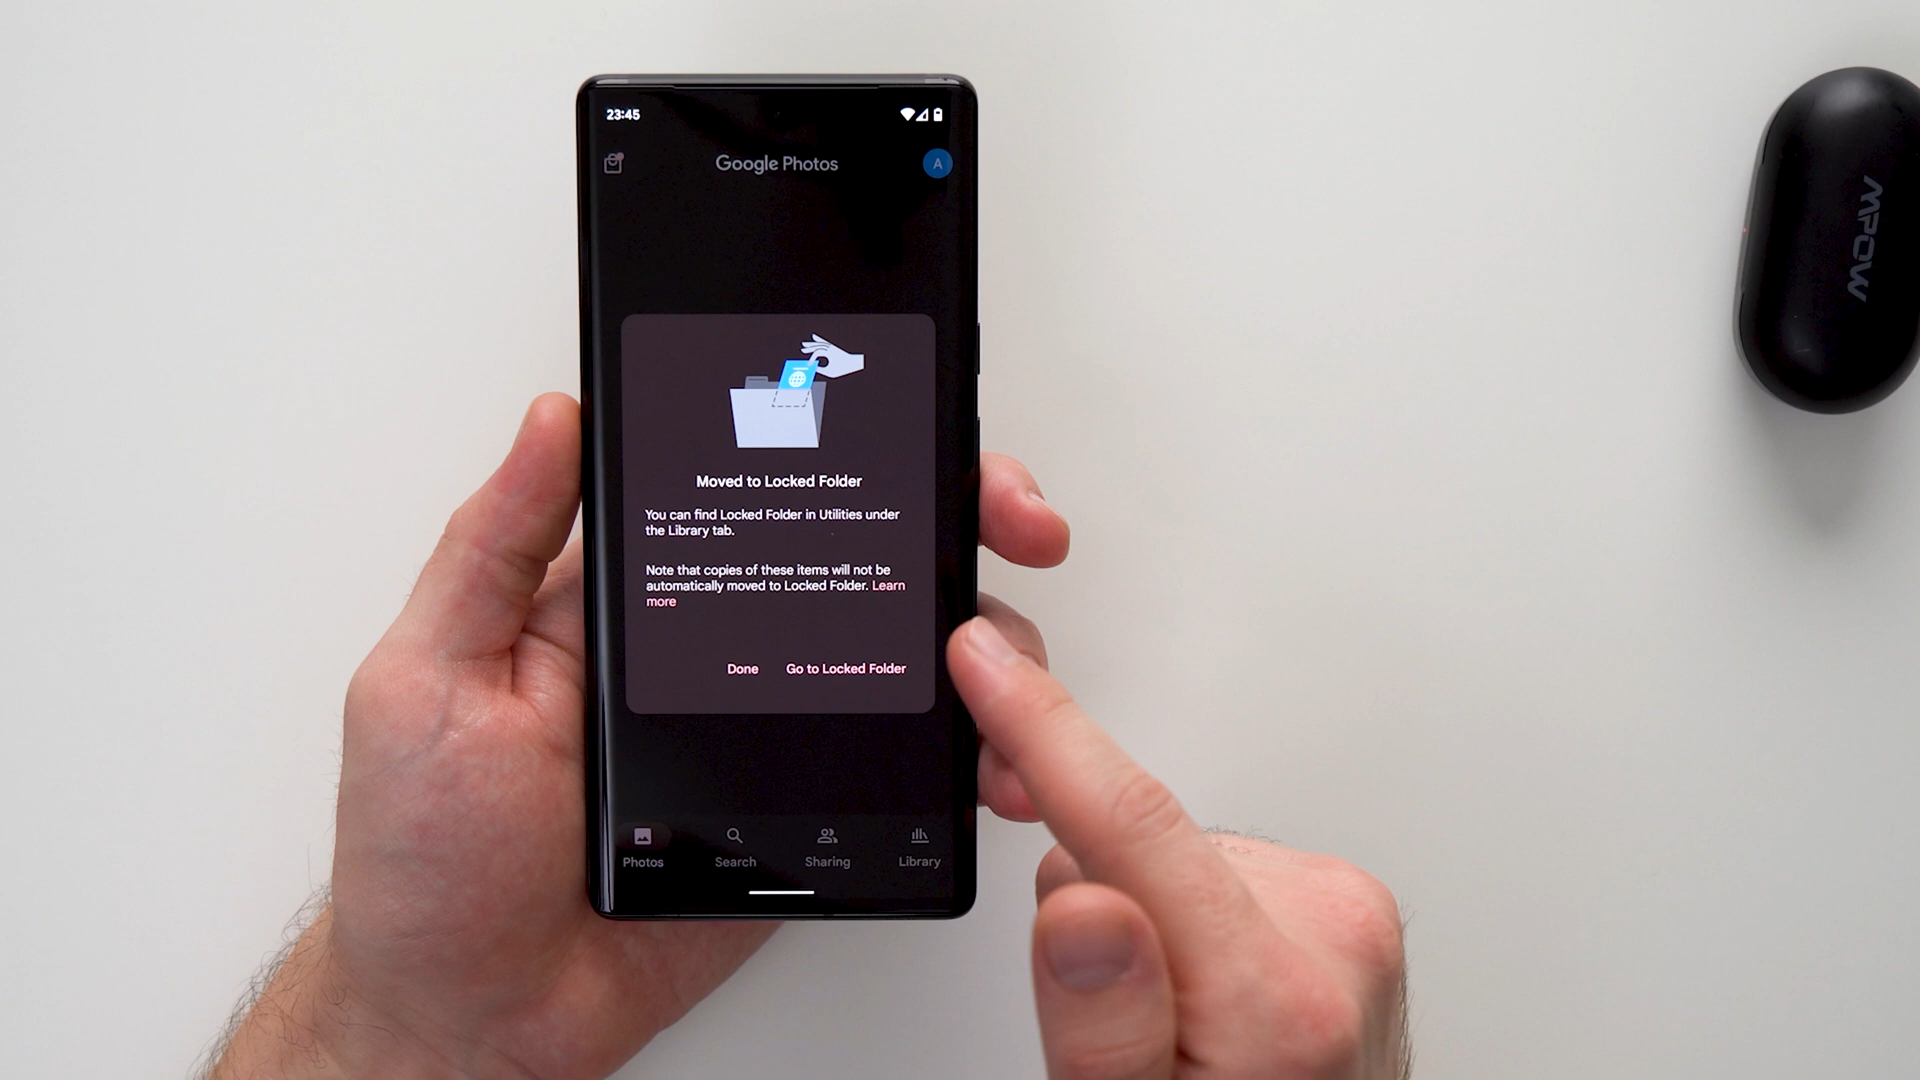 23:45
Google Photos
A
Moved to Locked Folder
You can find Locked Folder in Utilities under
the Library tab.
Note that copies of these items will not be
automatically moved to Locked Folder. Learn
more
Done
Go to Locked Folder
Photos
Search
Sharing
Library
MPOW